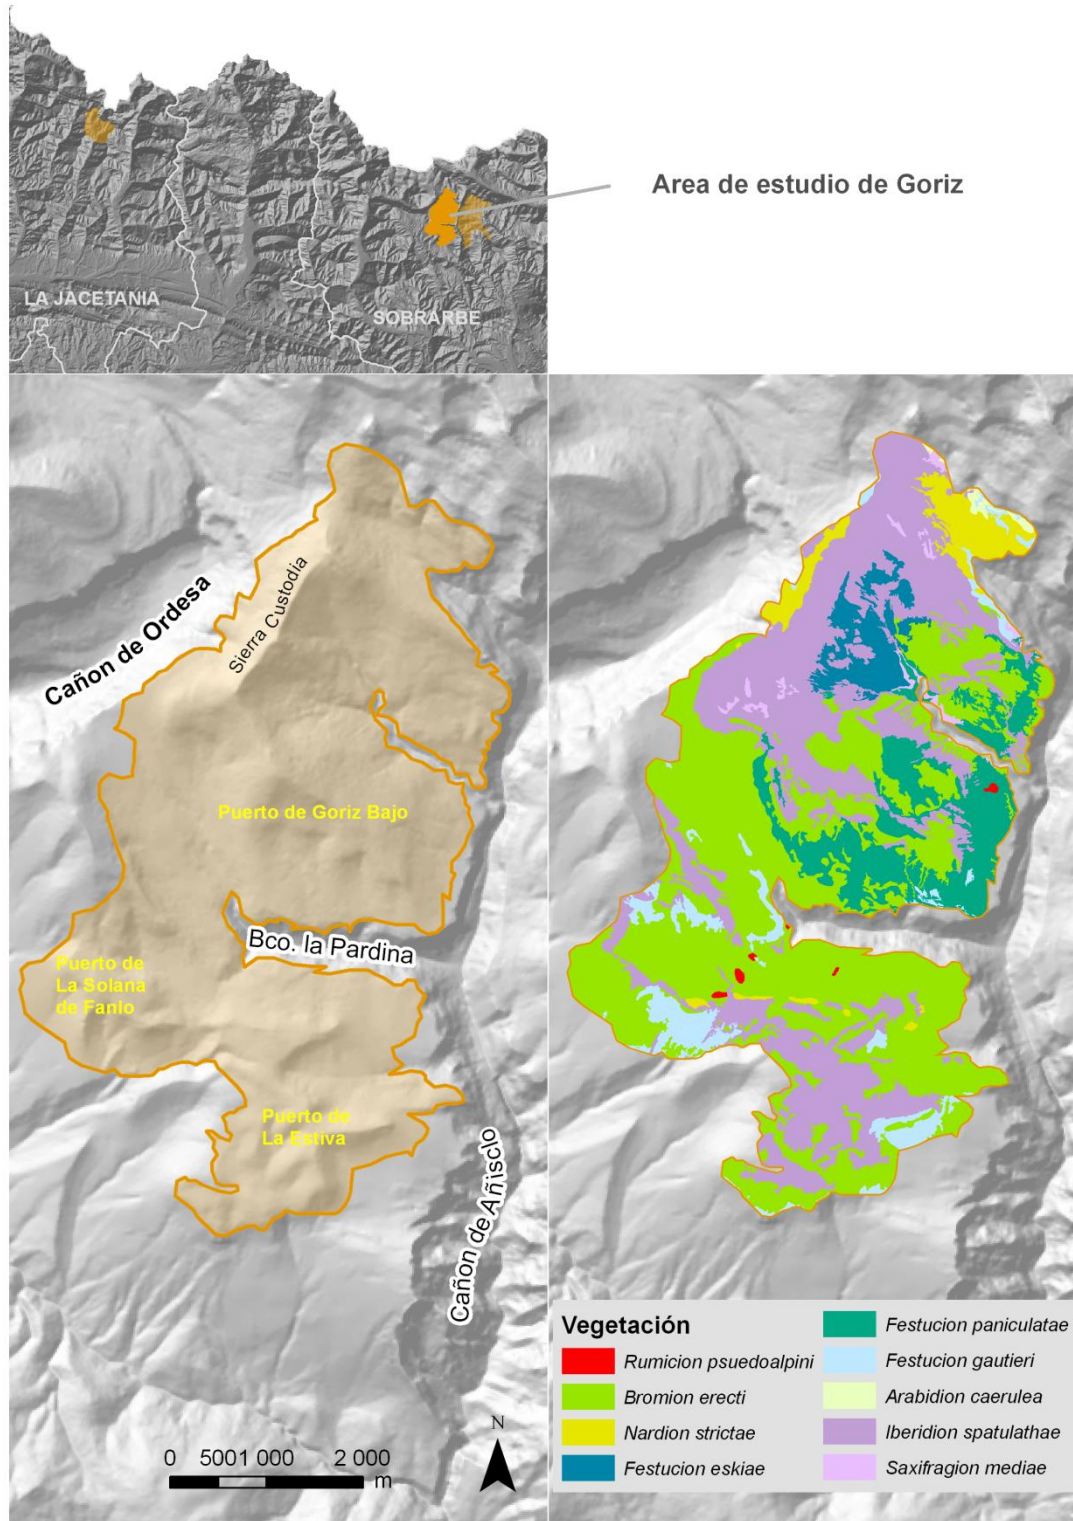 Area de estudio de Goriz
LA JACETANIA
SOBRARBE
Cañon de Ordesa
Sierra Custodia
Puerto de Goriz Bajo
Bco. la Pardina
Puerto de
La Solana
de Fanlo
Puerto de
La Estiva
Cañón de Añisclo
N
0 5001 000 2 000
m
Vegetación
Rumicion psuedoalpini
Bromion erecti
Nardion strictae
Festucion eskiae
Festucion paniculatae
Festucion gautieri
Arabidion caerulea
Iberidion spatulathae
Saxifragion mediae